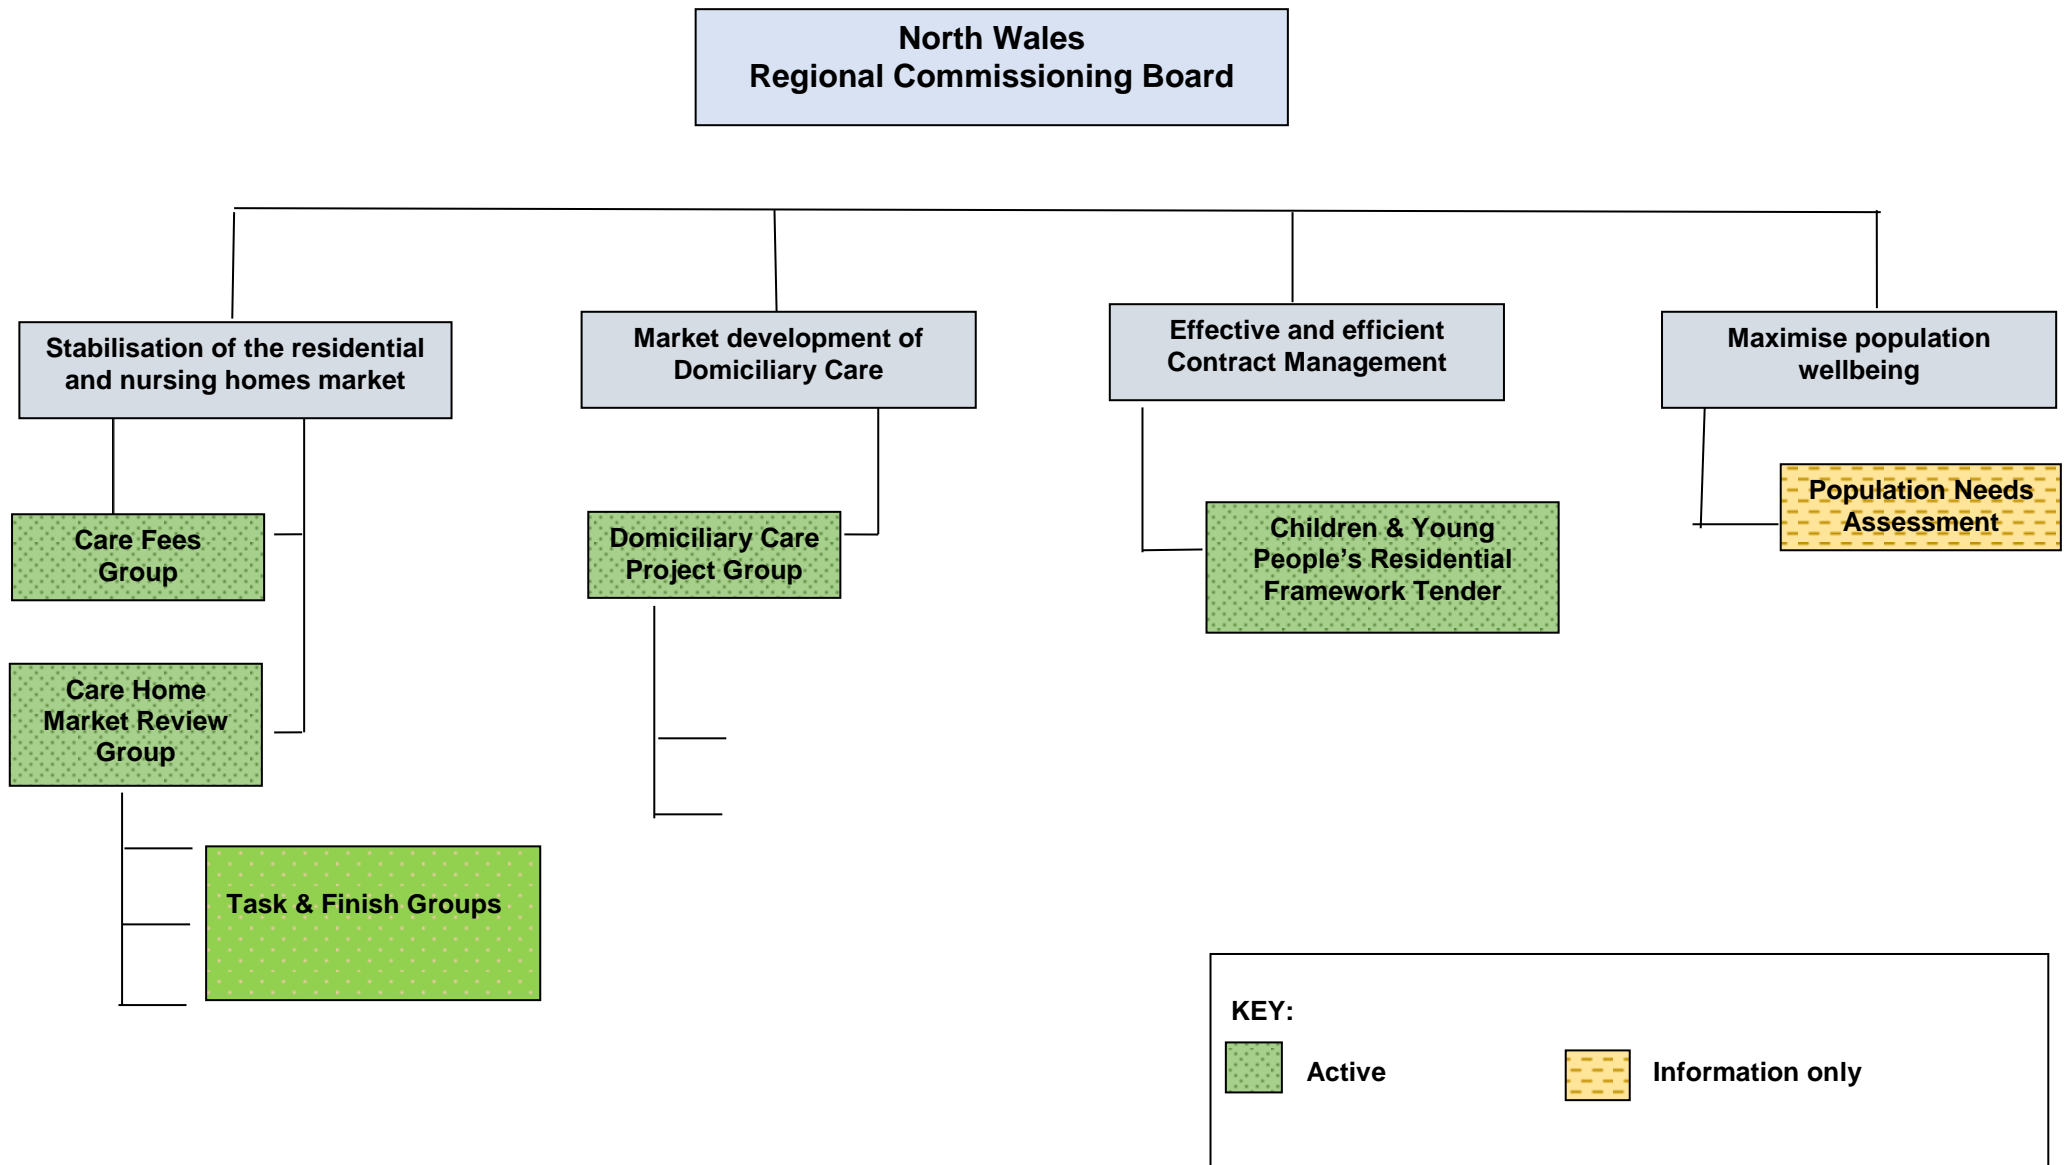 North Wales
Regional Commissioning Board
Stabilisation of the residential
and nursing homes market
Market development of
Domiciliary Care
Effective and efficient
Contract Management
Maximise population
wellbeing
Care Fees
Group
Domiciliary Care
Project Group
Children & Young
People’s Residential
Framework Tender
Population Needs
Assessment
Care Home
Market Review
Group
Task & Finish Groups
KEY:
Active
Information only